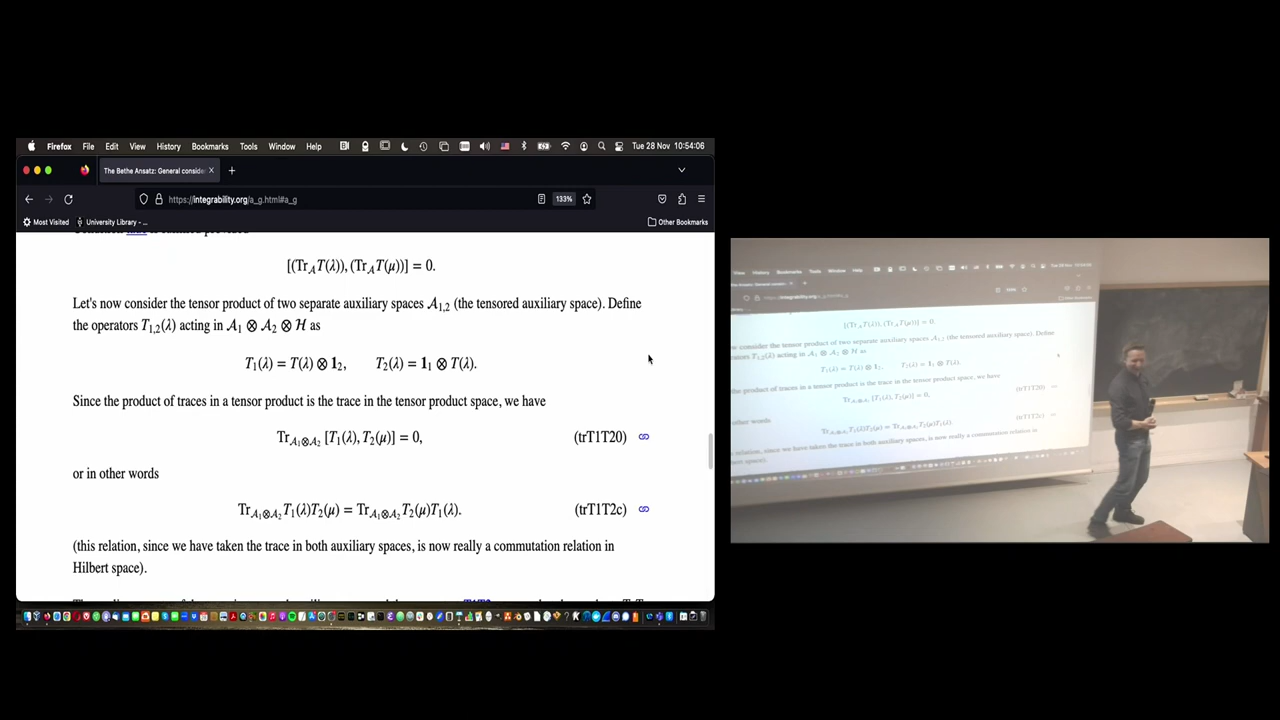 Firefox File Edit View History Bookmarks Tools Window Help Tue 28 Nov 10:54:06
The Bethe Ansatz: General consid
https://integrability.org/a_g.html#a_g 133%
Most Visited University Library - ... Other Bookmarks
[(Tr_𝒜 T(λ)), (Tr_𝒜 T(μ))] = 0.
Let's now consider the tensor product of two separate auxiliary spaces 𝒜_{1,2} (the tensored auxiliary space). Define
the operators T_{1,2}(λ) acting in 𝒜_1 ⊗ 𝒜_2 ⊗ ℋ as
T_1(λ) = T(λ) ⊗ 𝟏_2, T_2(λ) = 𝟏_1 ⊗ T(λ).
Since the product of traces in a tensor product is the trace in the tensor product space, we have
Tr_{𝒜_1⊗𝒜_2} [T_1(λ), T_2(μ)] = 0, (trT1T20)
or in other words
Tr_{𝒜_1⊗𝒜_2} T_1(λ)T_2(μ) = Tr_{𝒜_1⊗𝒜_2} T_2(μ)T_1(λ). (trT1T2c)
(this relation, since we have taken the trace in both auxiliary spaces, is now really a commutation relation in
Hilbert space).